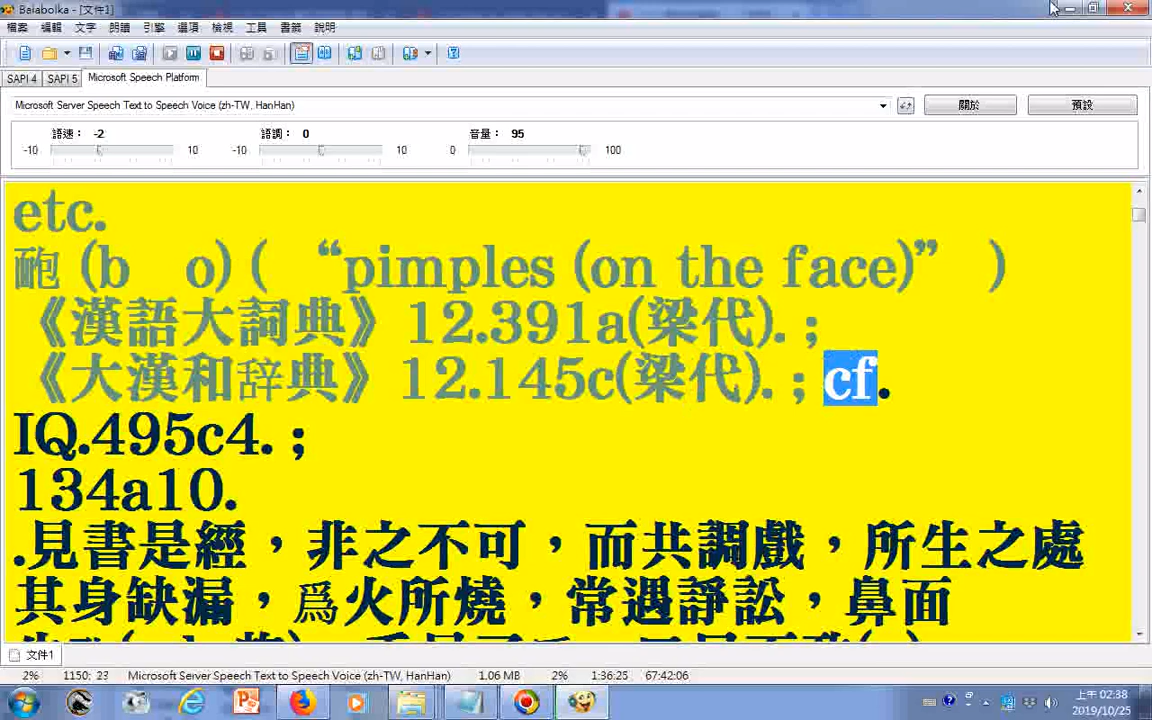 Balabolka - [文件1]
檔案 編輯 文字 朗讀 引擎 選項 檢視 工具 書籤 說明
SAPI 4 SAPI 5 Microsoft Speech Platform
Microsoft Server Speech Text to Speech Voice (zh-TW, HanHan) 關於 預設
語速： -2 語調： 0 音量： 95
-10 10 -10 10 0 100
etc.
皰 (b o) ( “pimples (on the face)” )
《漢語大詞典》 12.391a(梁代). ;
《大漢和辞典》 12.145c(梁代). ; cf.
IQ.495c4. ;
134a10.
.見書是經，非之不可，而共調戲，所生之處
其身缺漏，爲火所燒，常遇諍訟，鼻面
文件1
2% 1150; 23 Microsoft Server Speech Text to Speech Voice (zh-TW, HanHan) 1.06 MB 2% 1:36:25 67:42:06
上午 02:38
2019/10/25